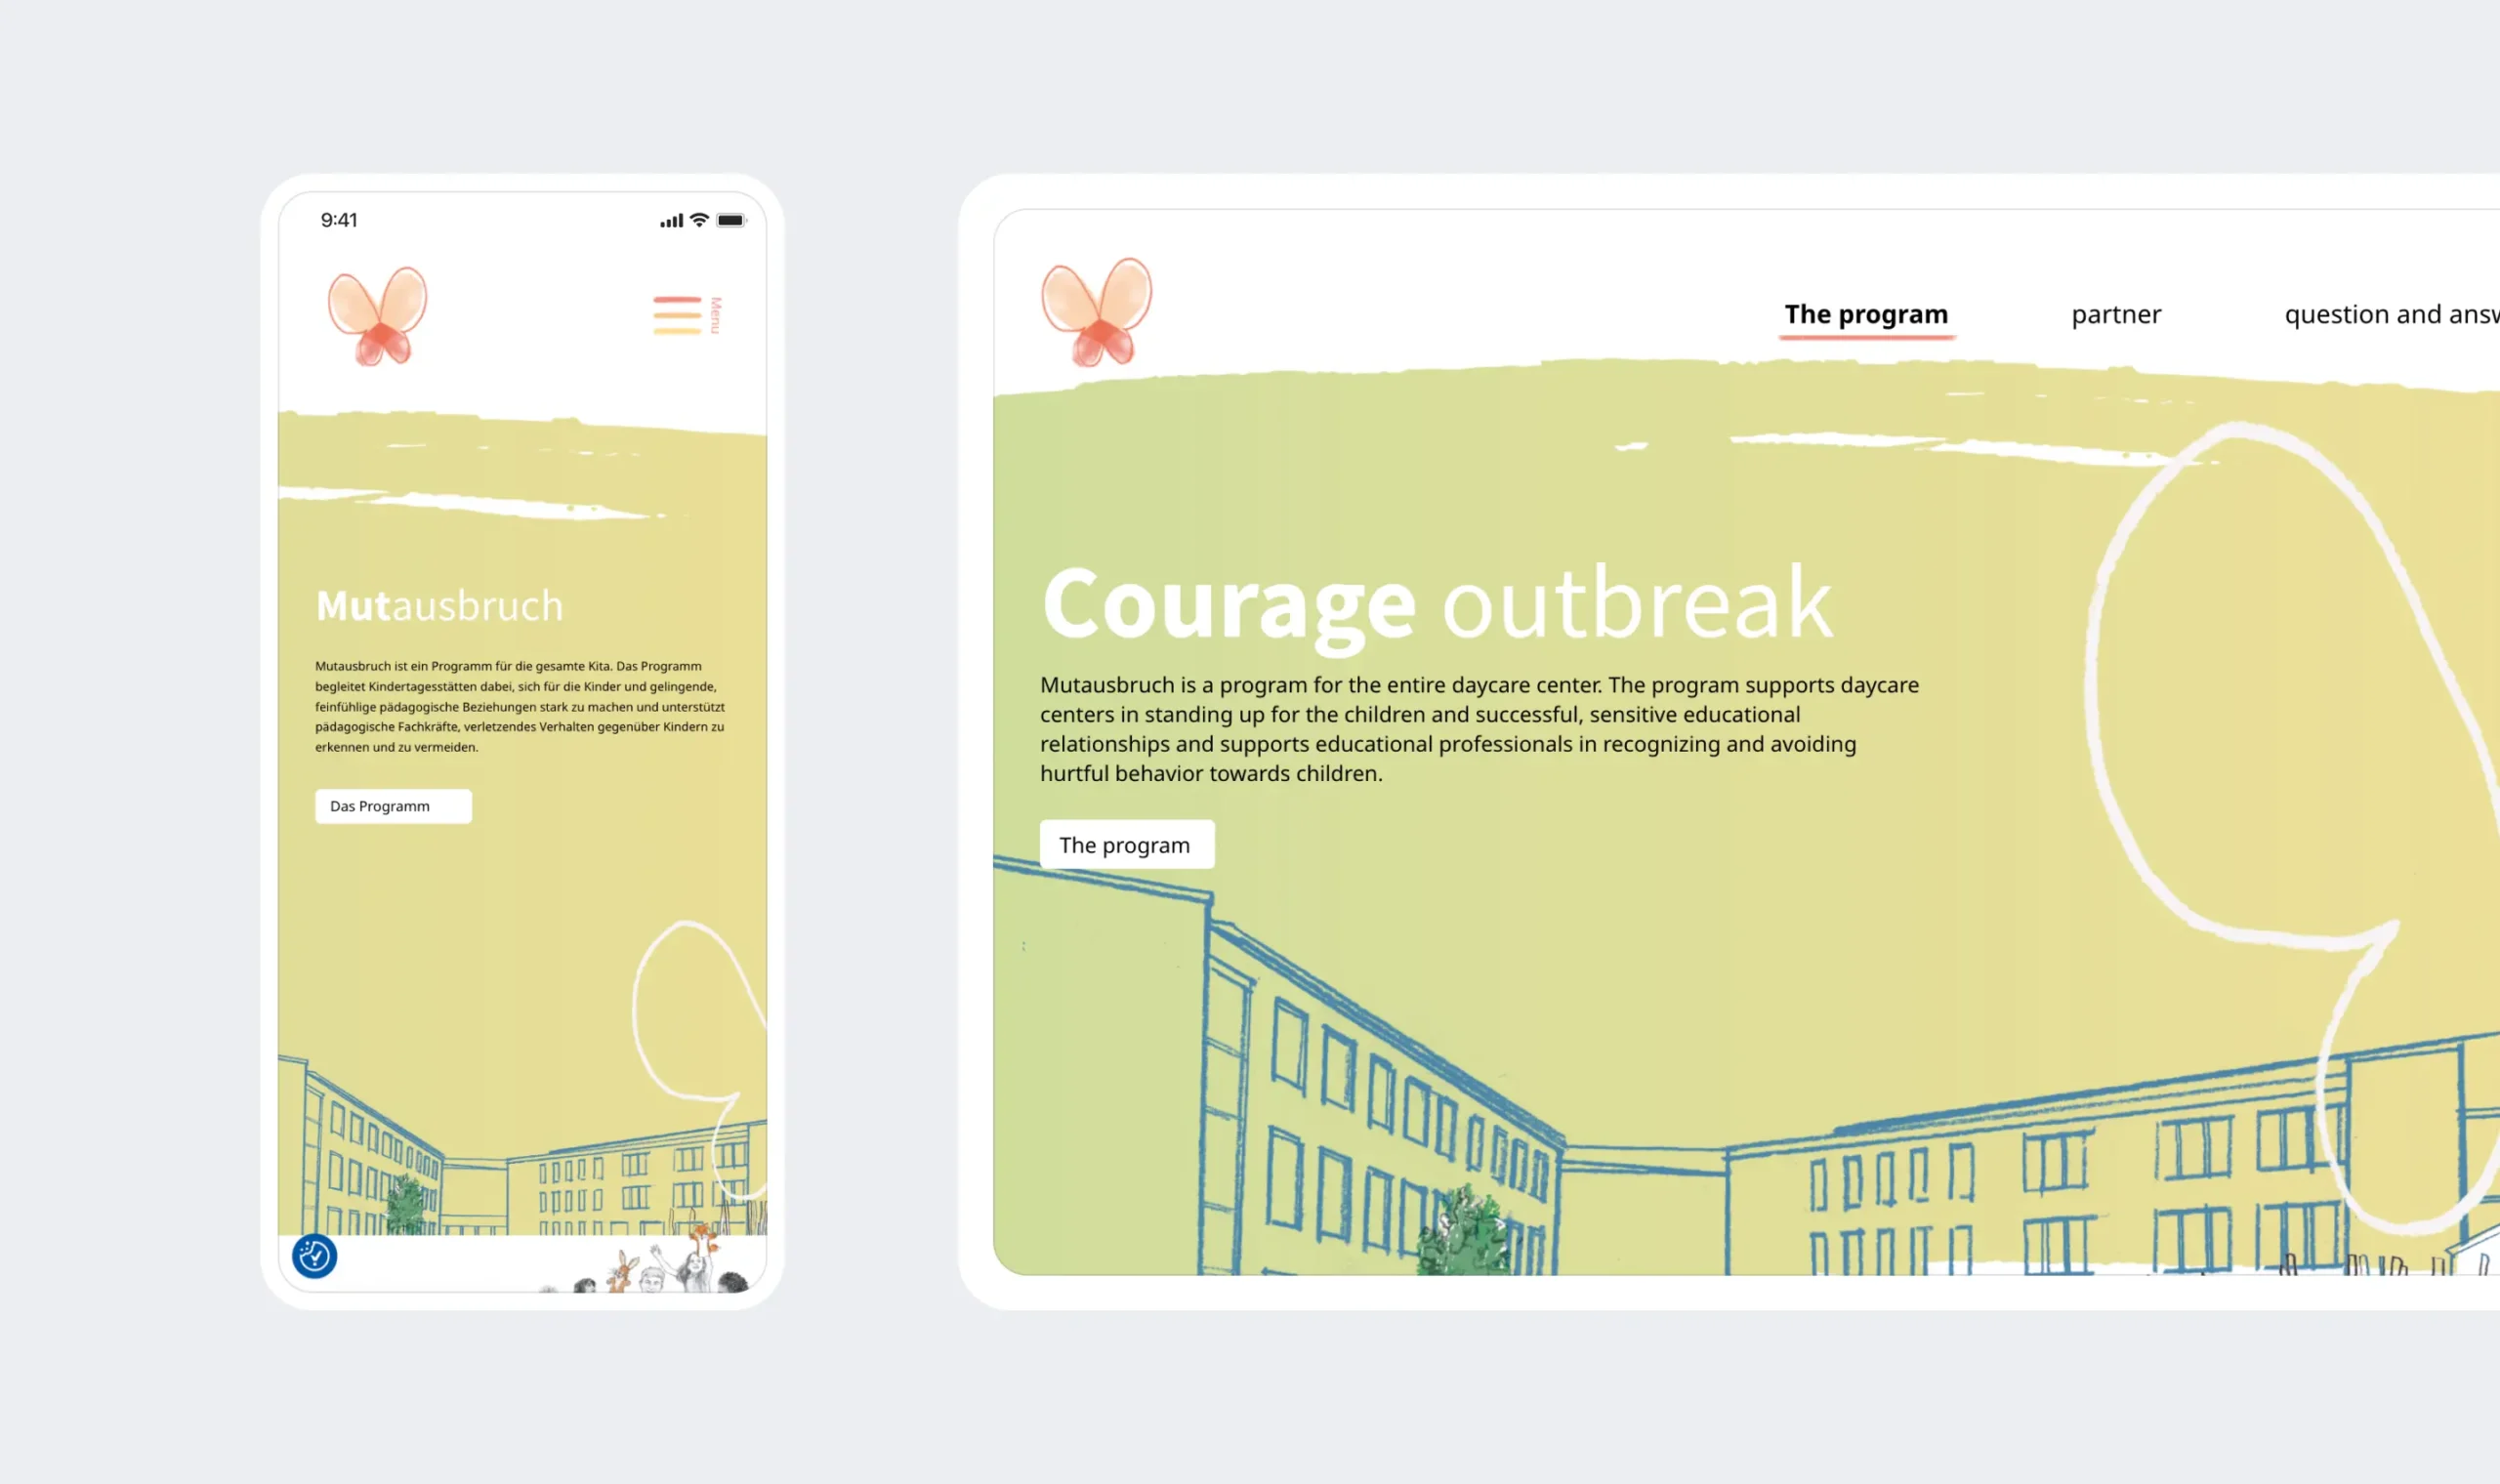 9:41
Menu
Mutausbruch
Mutausbruch ist ein Programm für die gesamte Kita. Das Programm
begleitet Kindertagesstätten dabei, sich für die Kinder und gelingende,
feinfühlige pädagogische Beziehungen stark zu machen und unterstützt
pädagogische Fachkräfte, verletzendes Verhalten gegenüber Kindern zu
erkennen und zu vermeiden.
Das Programm
The program
partner
question and answ
Courage outbreak
Mutausbruch is a program for the entire daycare center. The program supports daycare
centers in standing up for the children and successful, sensitive educational
relationships and supports educational professionals in recognizing and avoiding
hurtful behavior towards children.
The program